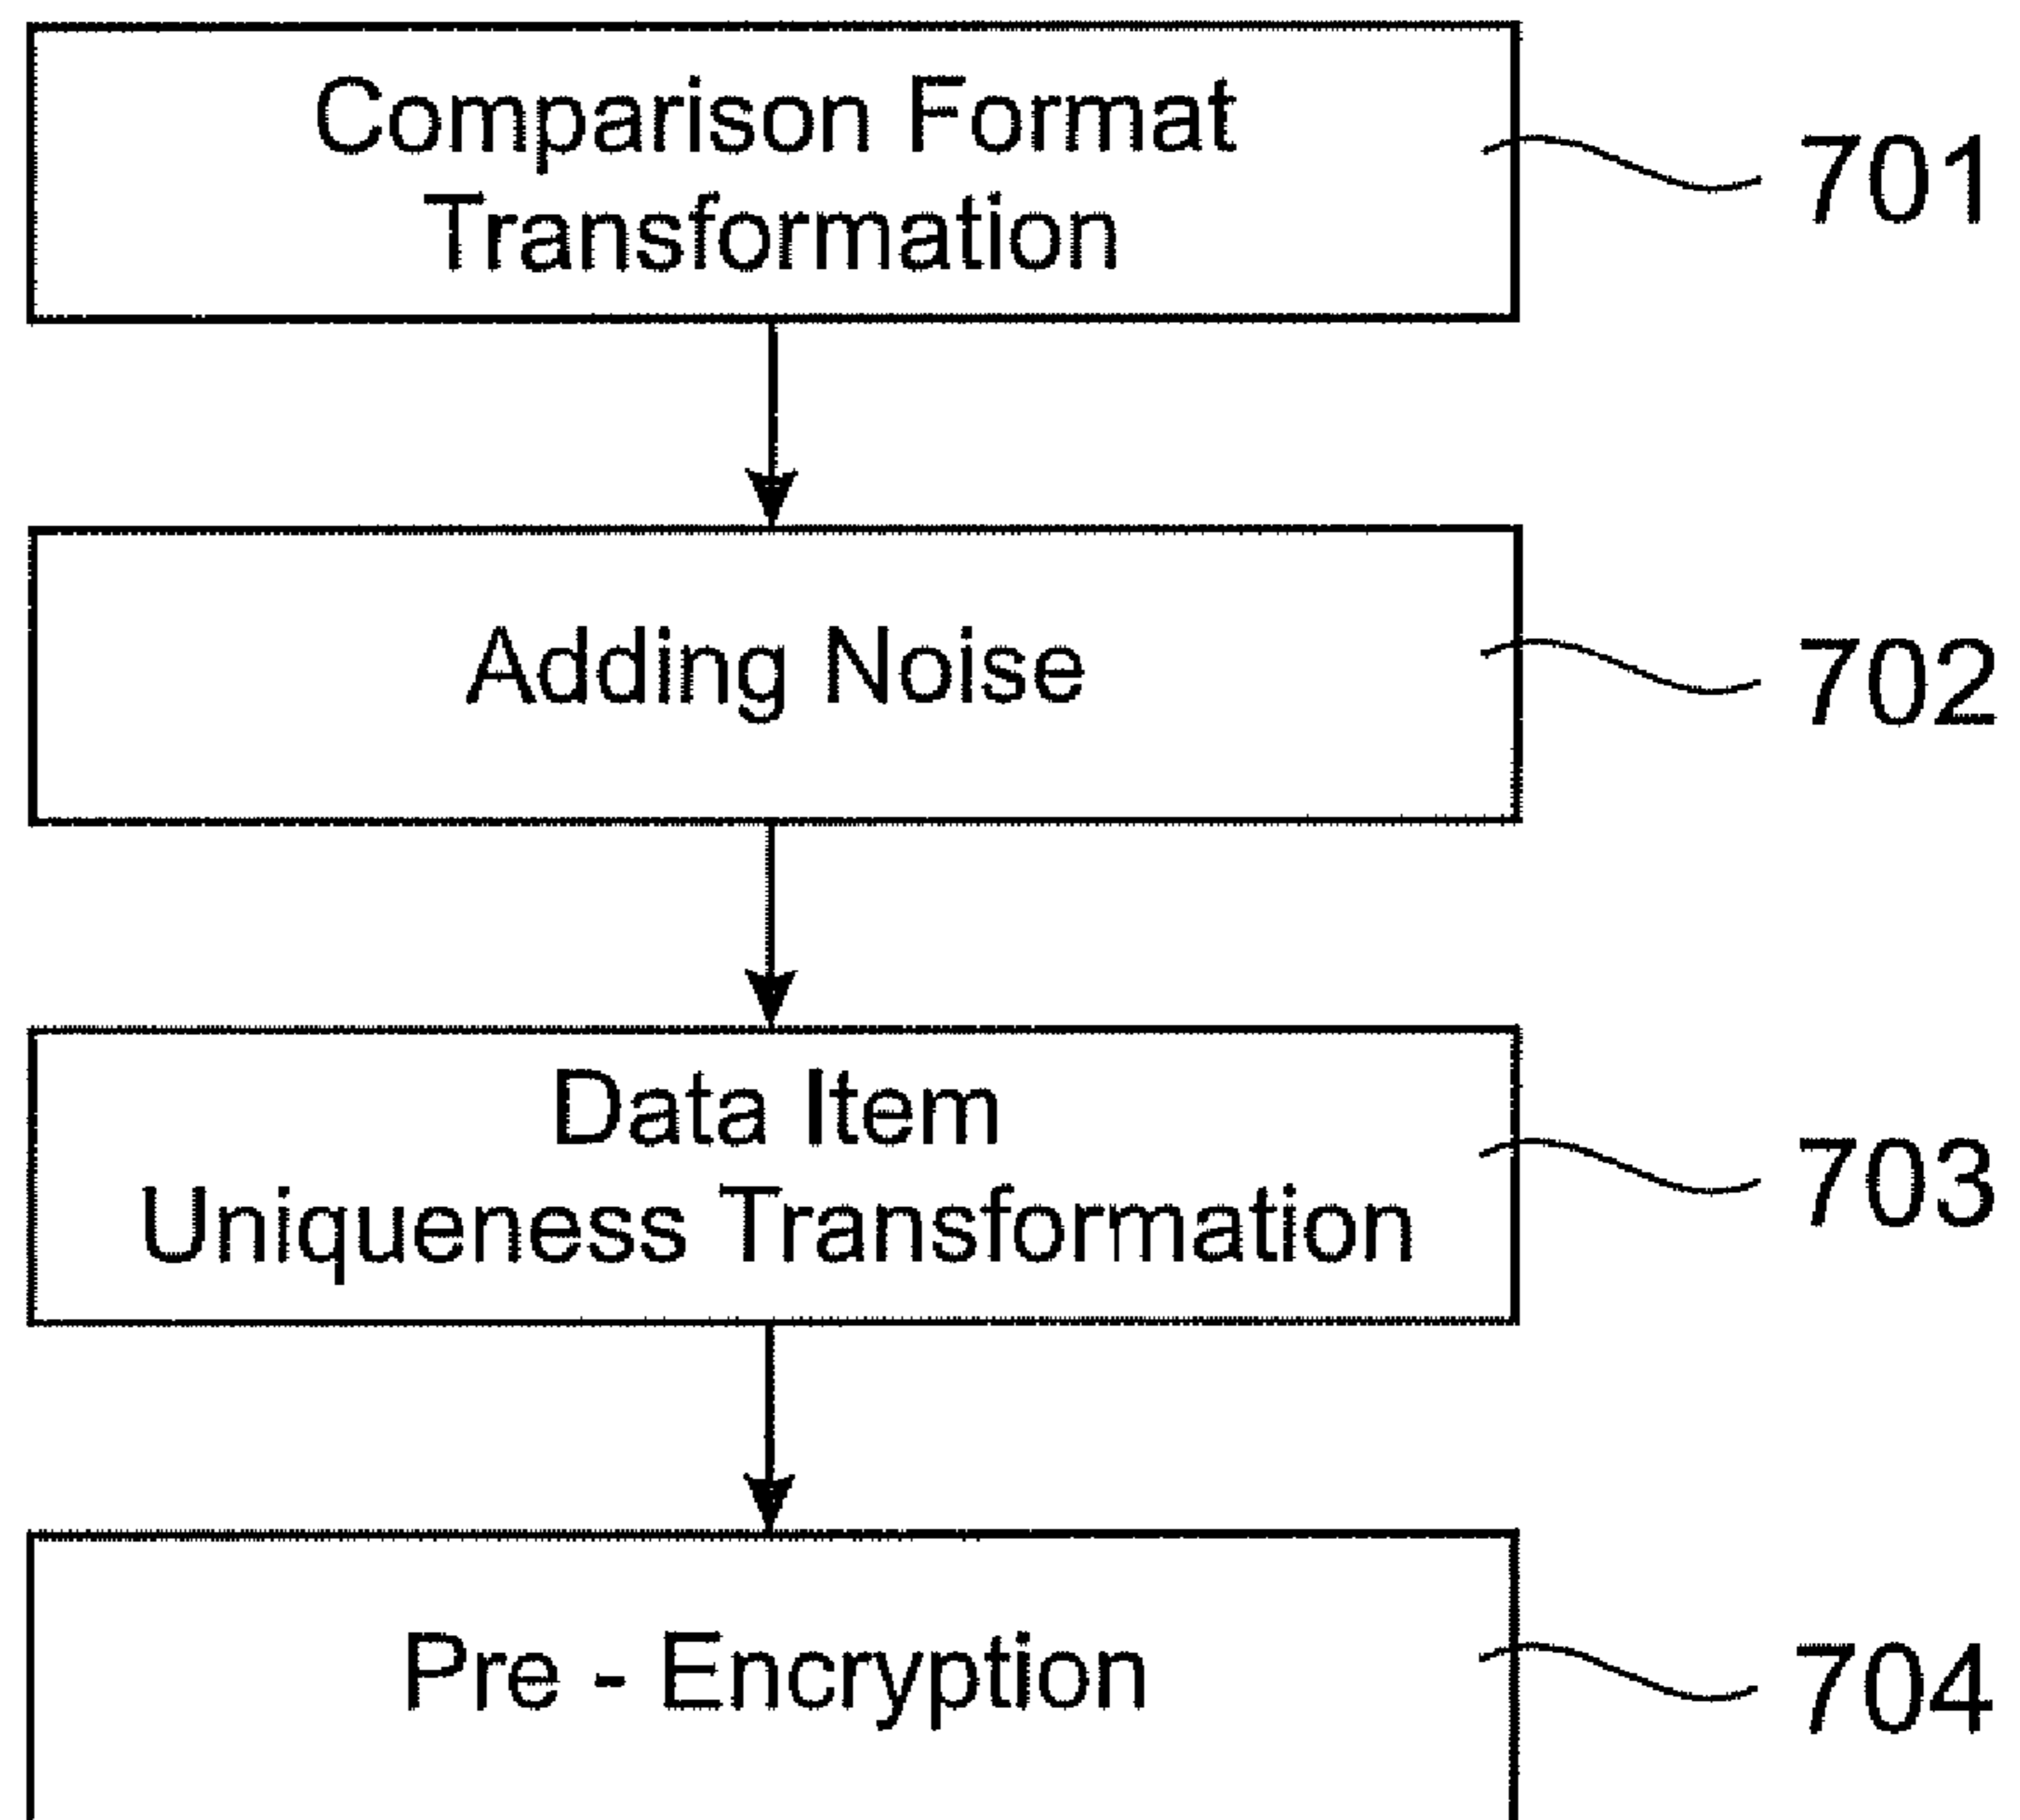 Comparison Format
Transformation
701
Adding Noise
702
Data Item
Uniqueness Transformation
703
Pre - Encryption
704